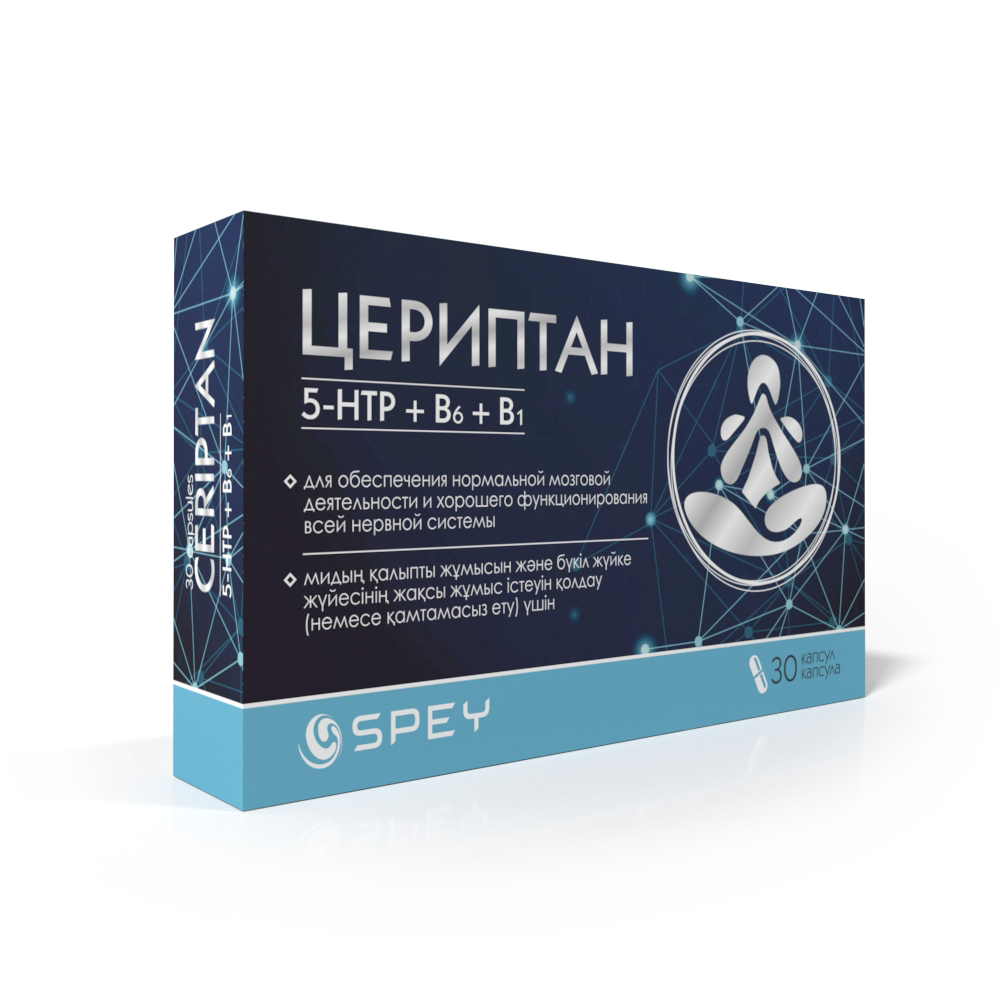 30 capsules
CERIPTAN
5-HTP + B6 + B1
ЦЕРИПТАН
5-HTP + B6 + B1
для обеспечения нормальной мозговой
деятельности и хорошего функционирования
всей нервной системы
мидың қалыпты жұмысын және бүкіл жүйке
жүйесінің жақсы жұмыс істеуін қолдау
(немесе қамтамасыз ету) үшін
30 капсул
капсула
SPEY